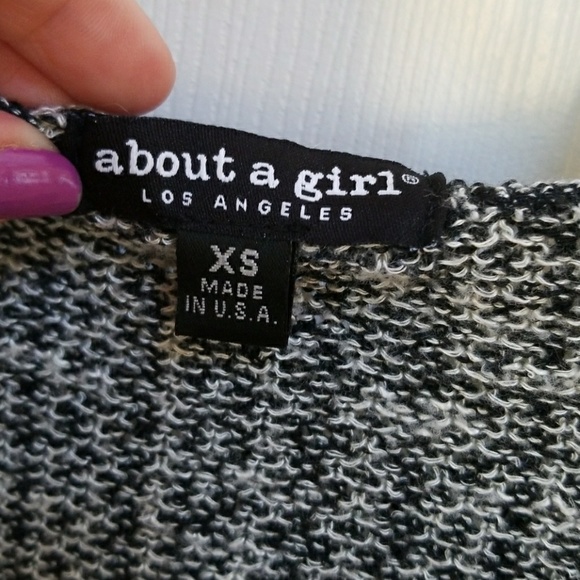 about a girl®
LOS ANGELES
XS
MADE
IN U.S.A.